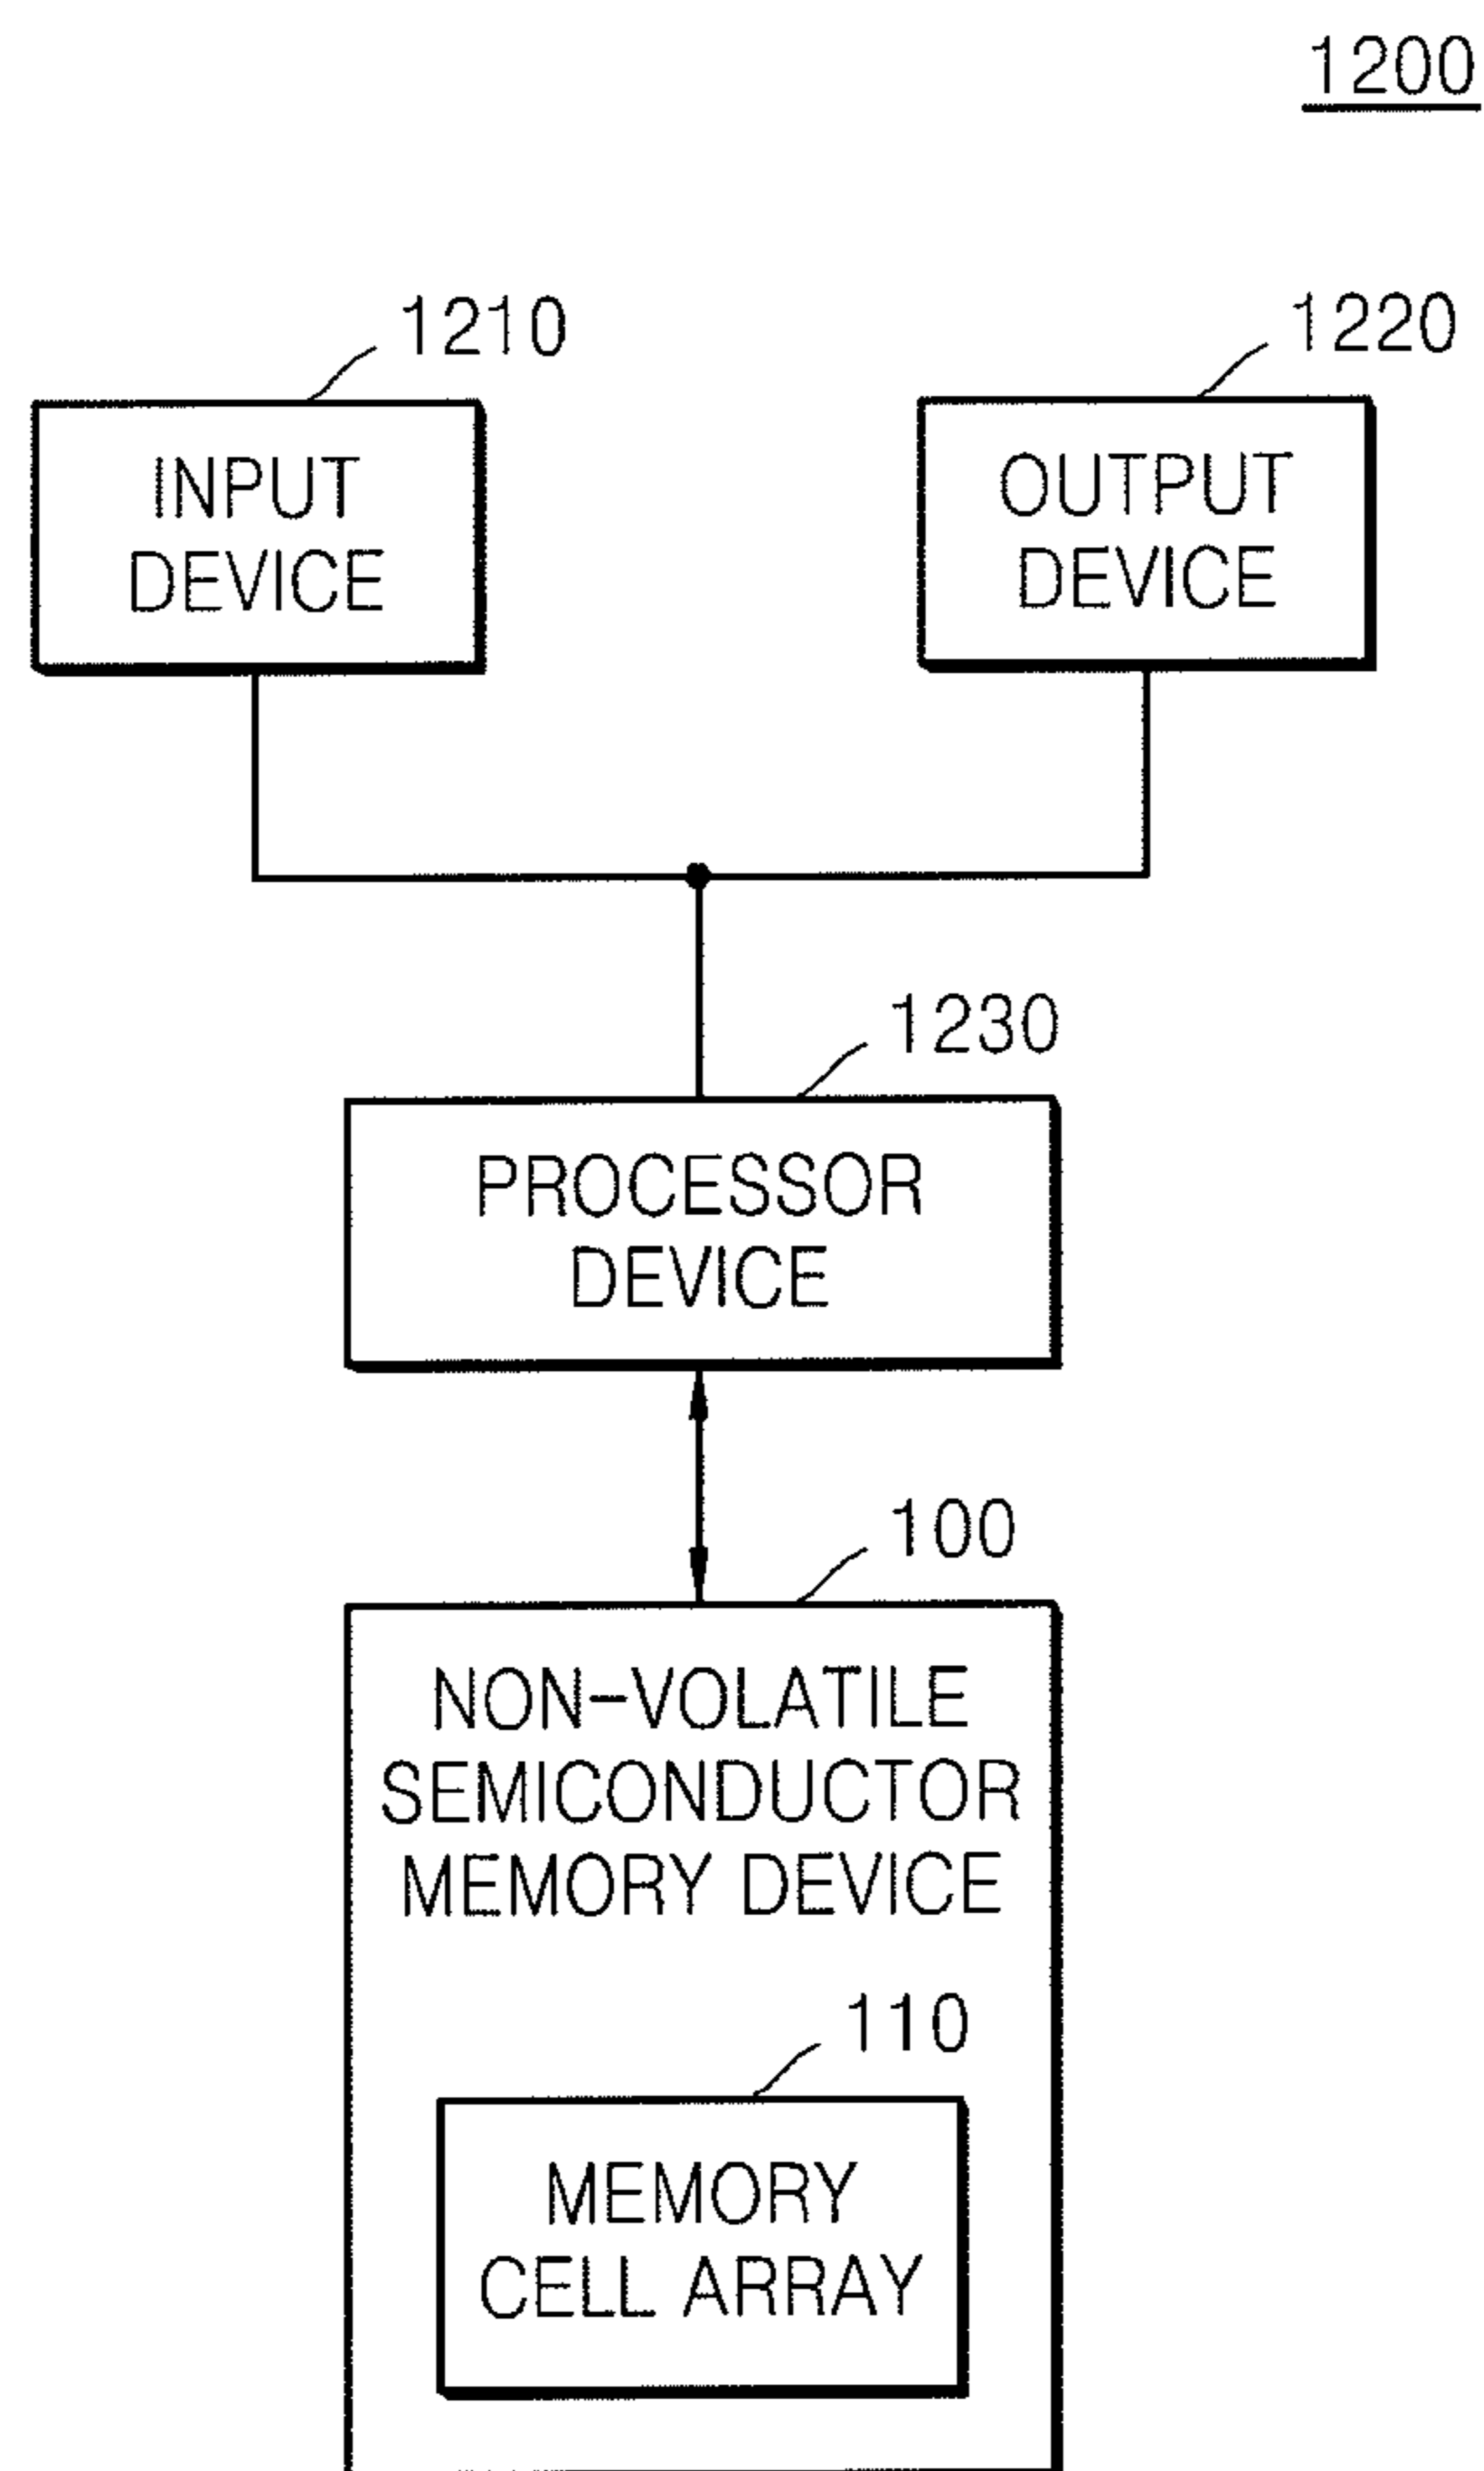 1200
1210
1220
INPUT
DEVICE
OUTPUT
DEVICE
1230
PROCESSOR
DEVICE
100
NON-VOLATILE
SEMICONDUCTOR
MEMORY DEVICE
110
MEMORY
CELL ARRAY